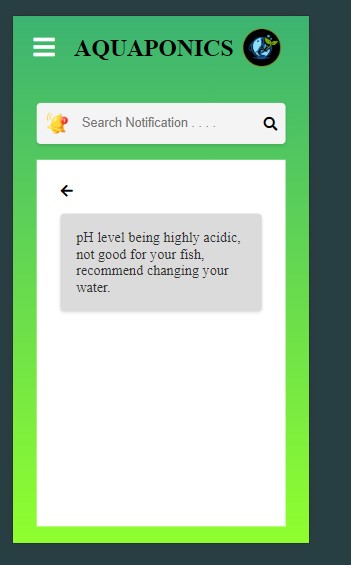 AQUAPONICS
Search Notification . . . .
pH level being highly acidic,
not good for your fish,
recommend changing your
water.